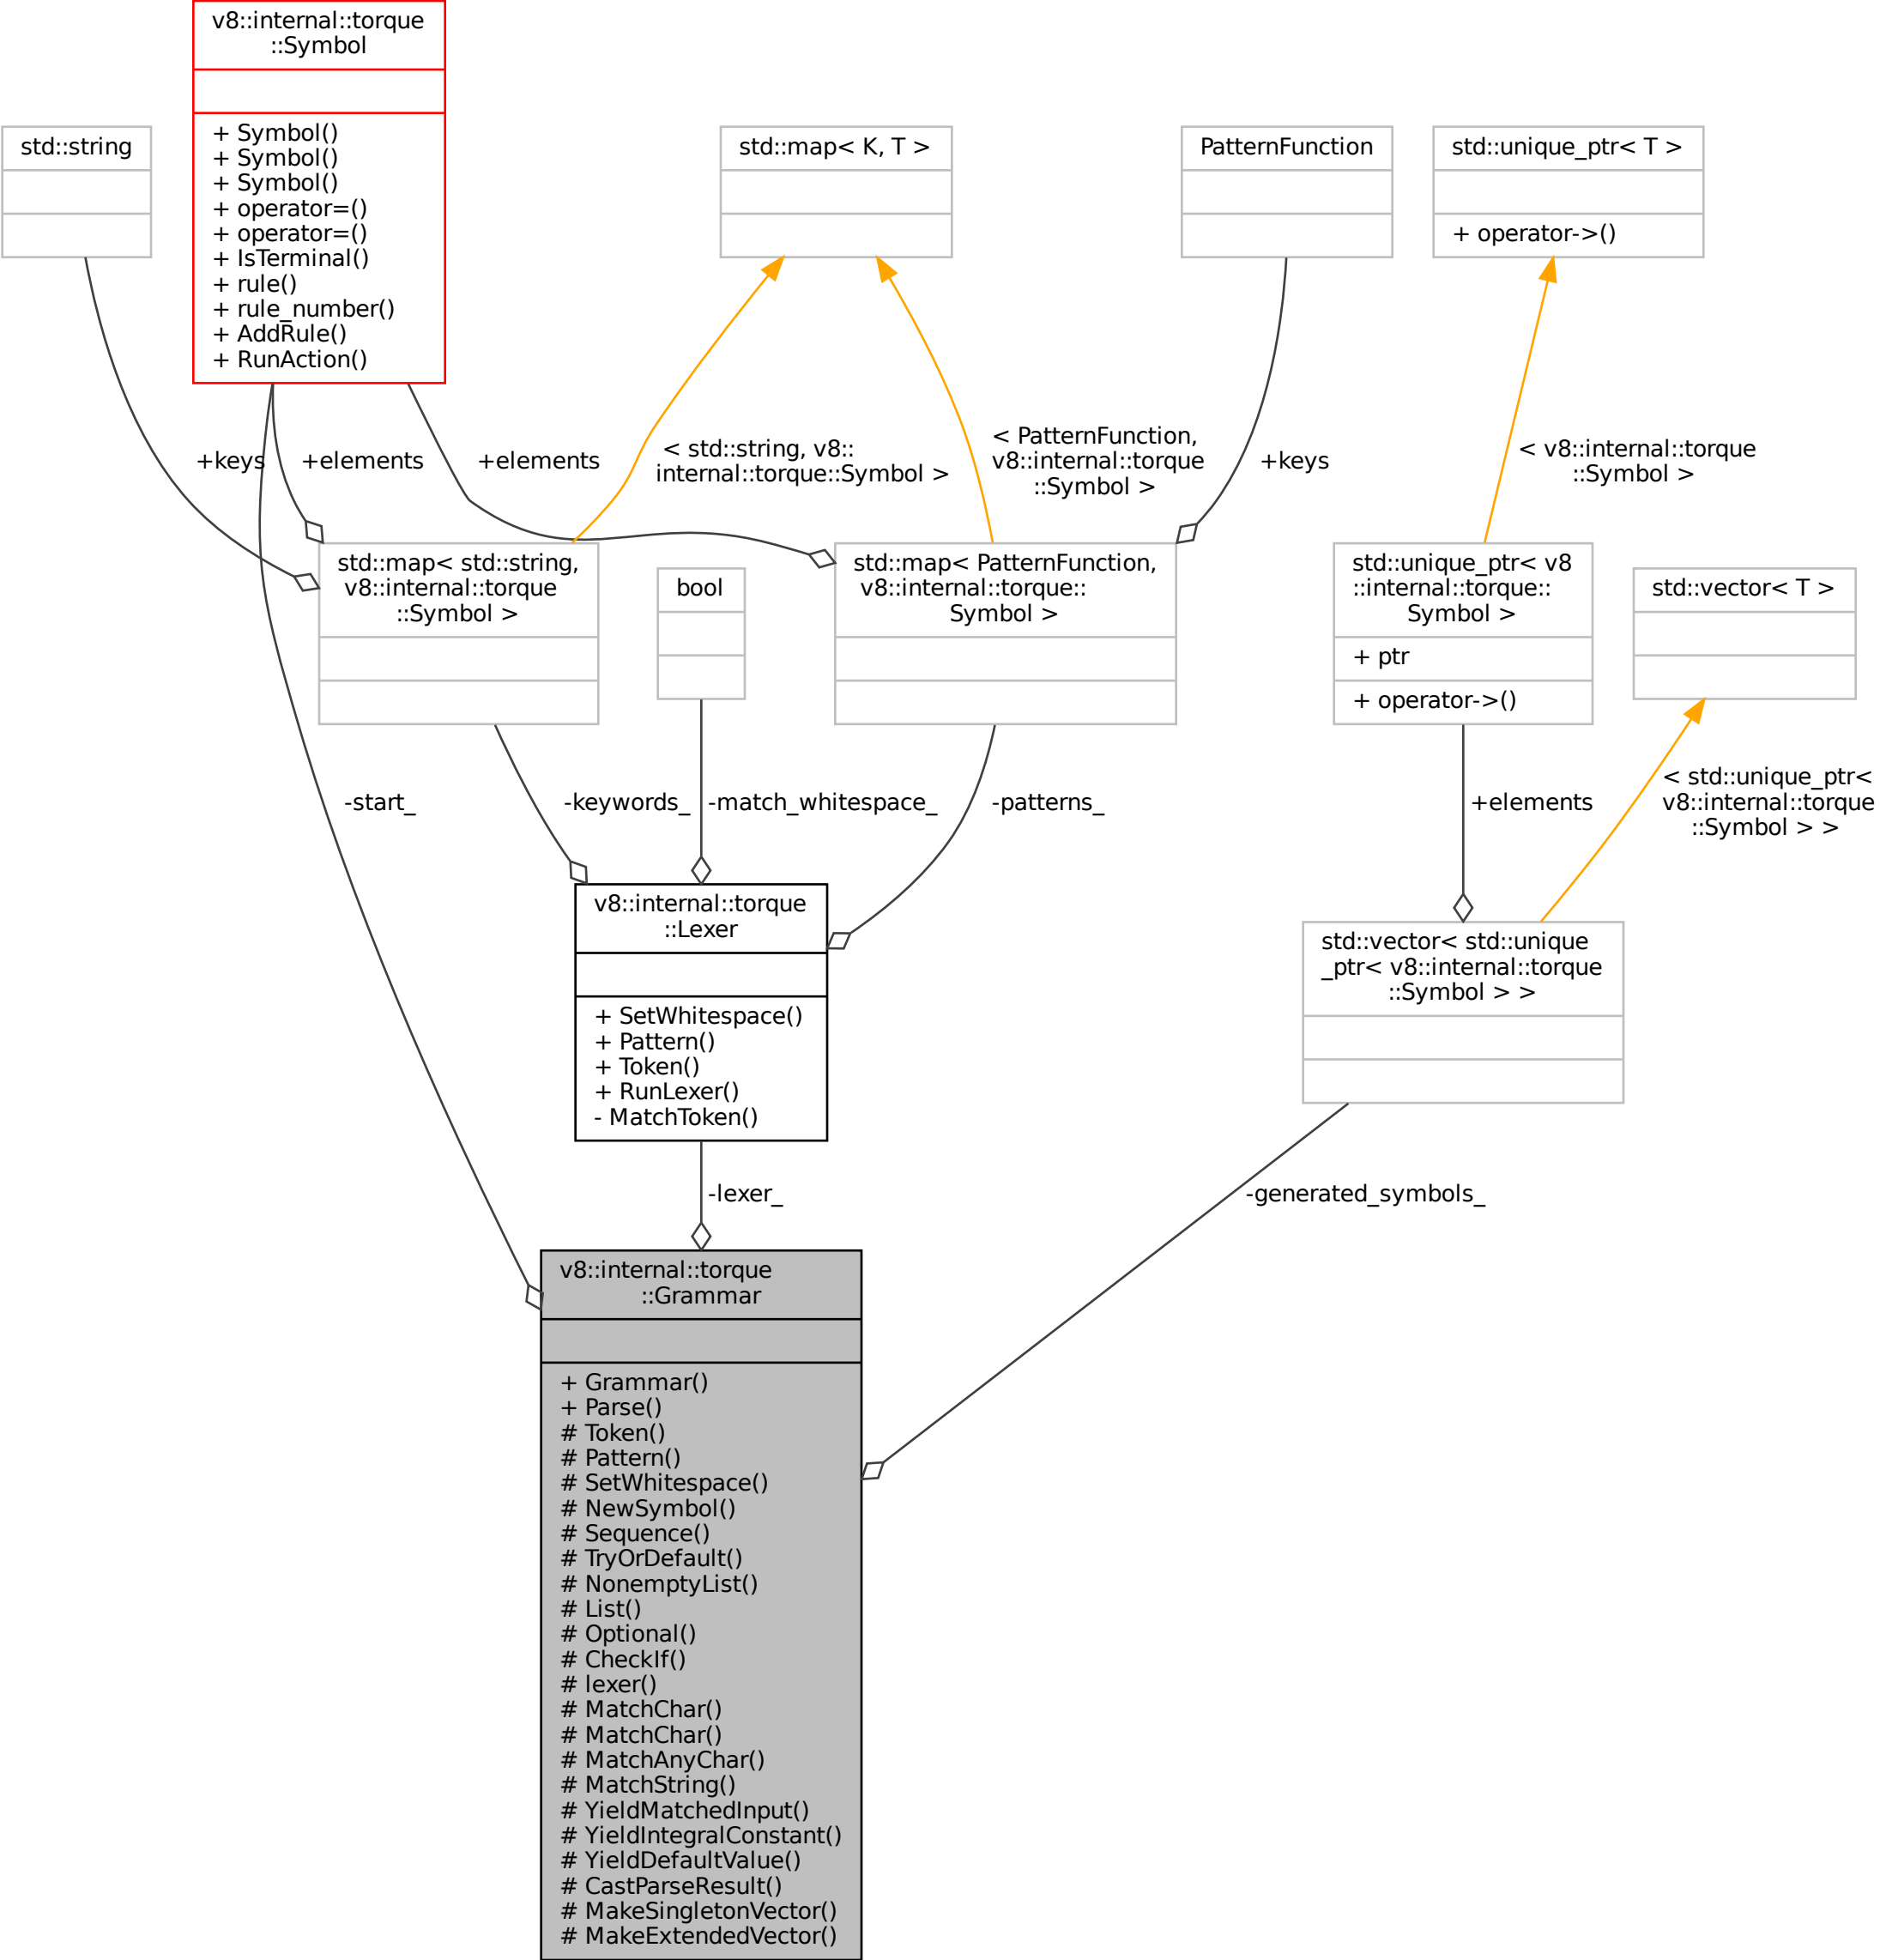 v8::internal::torque
::Symbol
+ Symbol()
+ Symbol()
+ Symbol()
+ operator=()
+ operator=()
+ IsTerminal()
+ rule()
+ rule_number()
+ AddRule()
+ RunAction()
std::string
std::map< K, T >
PatternFunction
std::unique_ptr< T >
+ operator->()
+keys
+elements
+elements
< std::string, v8::
internal::torque::Symbol >
< PatternFunction,
v8::internal::torque
::Symbol >
+keys
< v8::internal::torque
::Symbol >
std::map< std::string,
v8::internal::torque
::Symbol >
bool
std::map< PatternFunction,
v8::internal::torque::
Symbol >
std::unique_ptr< v8
::internal::torque::
Symbol >
+ ptr
+ operator->()
std::vector< T >
-start_
-keywords_
-match_whitespace_
-patterns_
+elements
< std::unique_ptr<
v8::internal::torque
::Symbol > >
v8::internal::torque
::Lexer
+ SetWhitespace()
+ Pattern()
+ Token()
+ RunLexer()
- MatchToken()
std::vector< std::unique
_ptr< v8::internal::torque
::Symbol > >
-lexer_
-generated_symbols_
v8::internal::torque
::Grammar
+ Grammar()
+ Parse()
# Token()
# Pattern()
# SetWhitespace()
# NewSymbol()
# Sequence()
# TryOrDefault()
# NonemptyList()
# List()
# Optional()
# CheckIf()
# lexer()
# MatchChar()
# MatchChar()
# MatchAnyChar()
# MatchString()
# YieldMatchedInput()
# YieldIntegralConstant()
# YieldDefaultValue()
# CastParseResult()
# MakeSingletonVector()
# MakeExtendedVector()